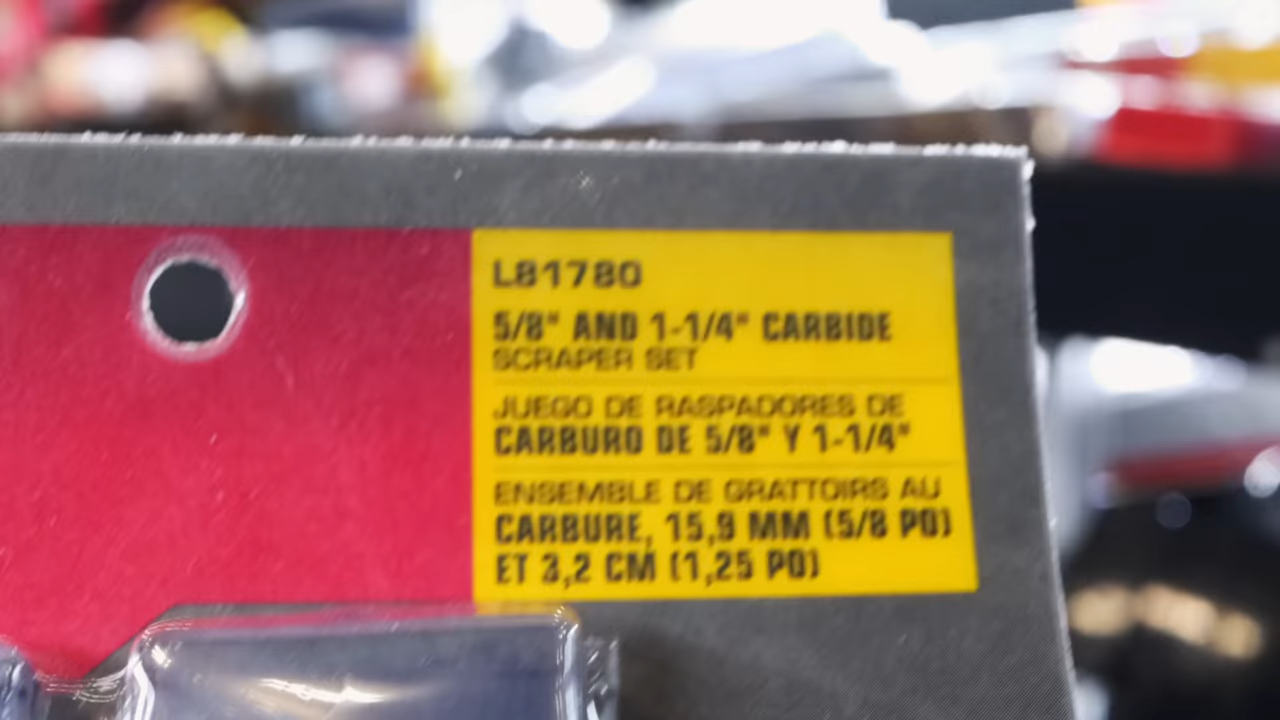 L81780
5/8" AND 1-1/4" CARBIDE
SCRAPER SET
JUEGO DE RASPADORES DE
CARBURO DE 5/8" Y 1-1/4"
ENSEMBLE DE GRATTOIRS AU
CARBURE, 15,9 MM (5/8 PO)
ET 3,2 CM (1,25 PO)